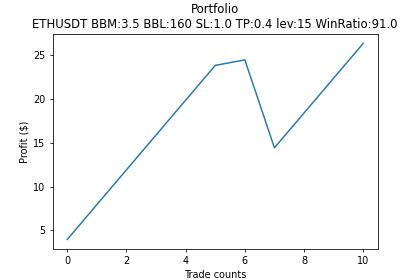 Portfolio
ETHUSDT BBM:3.5 BBL:160 SL:1.0 TP:0.4 lev:15 WinRatio:91.0
25
20
15
10
5
Profit ($)
0 2 4 6 8 10
Trade counts